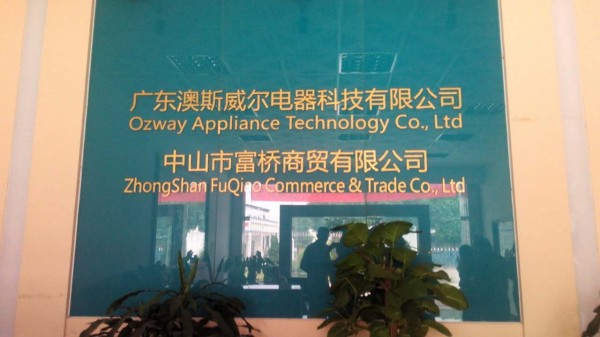 广东澳斯威尔电器科技有限公司
Ozway Appliance Technology Co., Ltd
中山市富桥商贸有限公司
ZhongShan FuQiao Commerce & Trade Co., Ltd